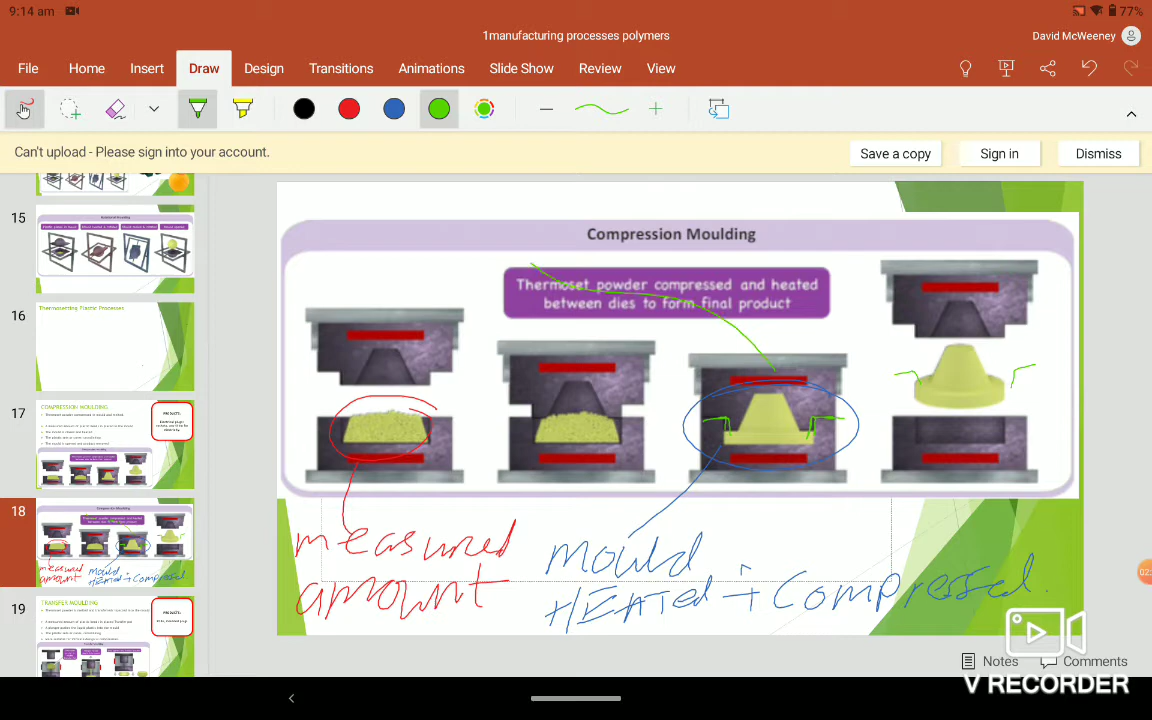 9:14 am
77%
1manufacturing processes polymers
David McWeeney
File Home Insert Draw Design Transitions Animations Slide Show Review View
Can't upload - Please sign into your account.
Save a copy Sign in Dismiss
15
16
Thermosetting Plastic Processes
17
COMPRESSION MOULDING
PRODUCTS:
18
19
TRANSFER MOULDING
PRODUCTS:
Compression Moulding
Thermoset powder compressed and heated
between dies to form final product
measured
amount
mould
HEATed + Compressed.
02:
Notes Comments
V RECORDER